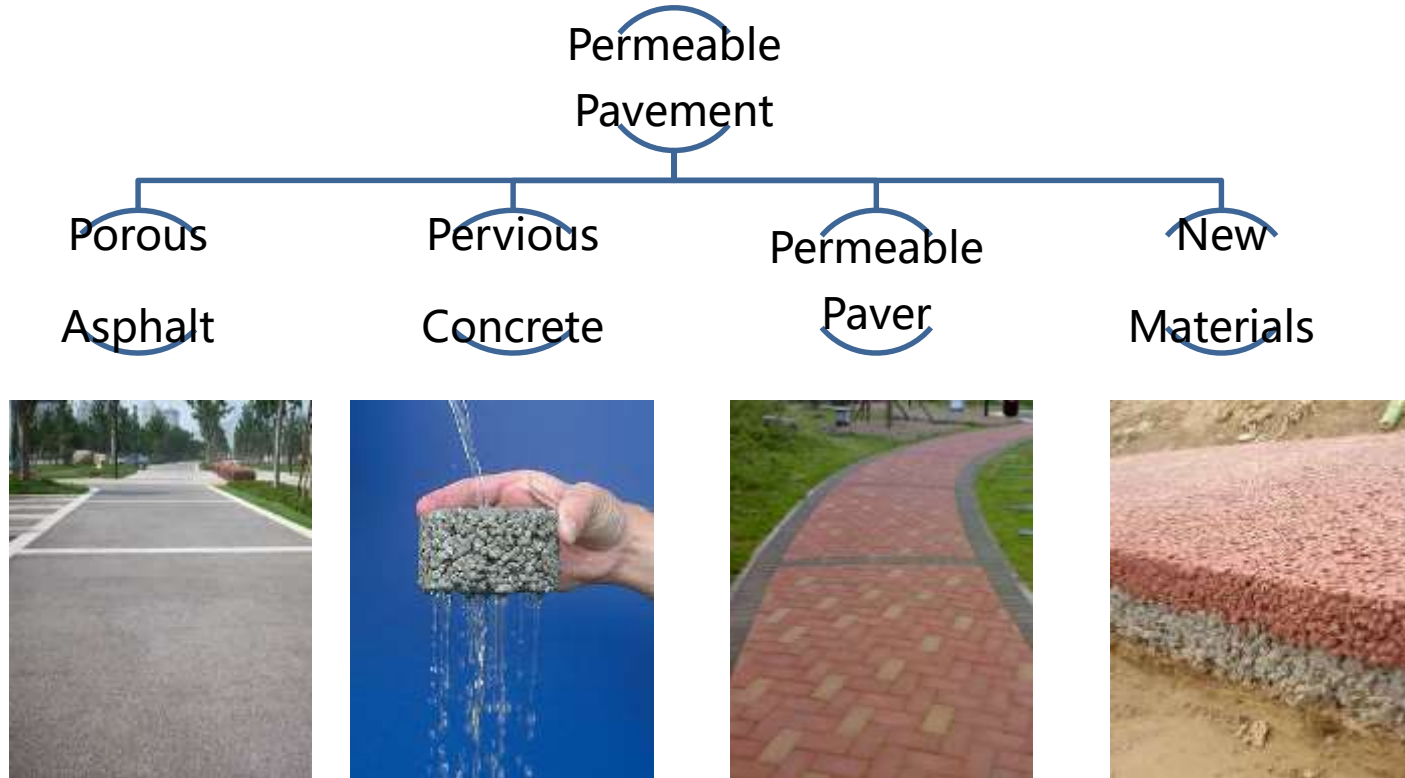 Permeable
Pavement
Porous
Asphalt
Pervious
Concrete
Permeable
Paver
New
Materials